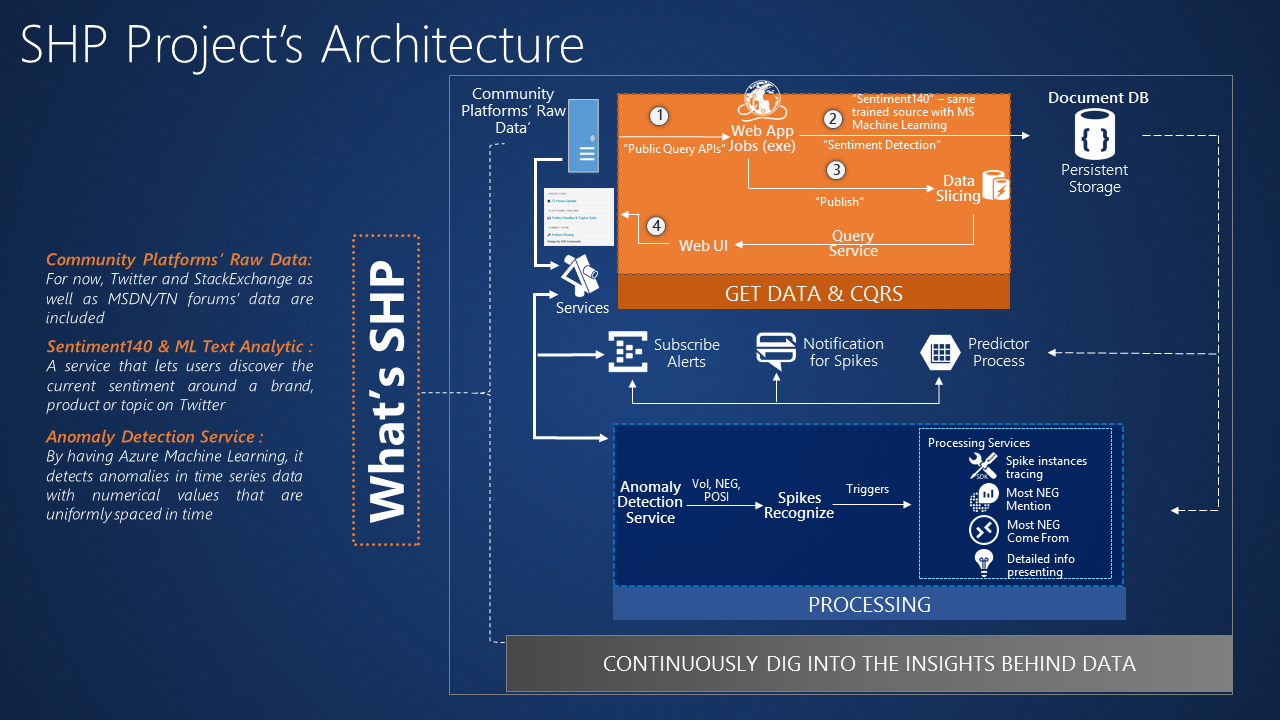 SHP Project's Architecture
Community Platforms' Raw Data:
For now, Twitter and StackExchange as
well as MSDN/TN forums' data are
included
Sentiment140 & ML Text Analytic :
A service that lets users discover the
current sentiment around a brand,
product or topic on Twitter
Anomaly Detection Service :
By having Azure Machine Learning, it
detects anomalies in time series data
with numerical values that are
uniformly spaced in time
What's SHP
Community
Platforms' Raw
Data'
1
"Public Query APIs"
Web App
Jobs (exe)
2
"Sentiment140" – same
trained source with MS
Machine Learning
"Sentiment Detection"
3
"Publish"
Data
Slicing
4
Web UI
Query
Service
GET DATA & CQRS
Document DB
Persistent
Storage
Services
Subscribe
Alerts
Notification
for Spikes
Predictor
Process
Anomaly
Detection
Service
Vol, NEG,
POSI
Spikes
Recognize
Triggers
Processing Services
SDK
Spike instances
tracing
Most NEG
Mention
Most NEG
Come From
Detailed info
presenting
PROCESSING
CONTINUOUSLY DIG INTO THE INSIGHTS BEHIND DATA